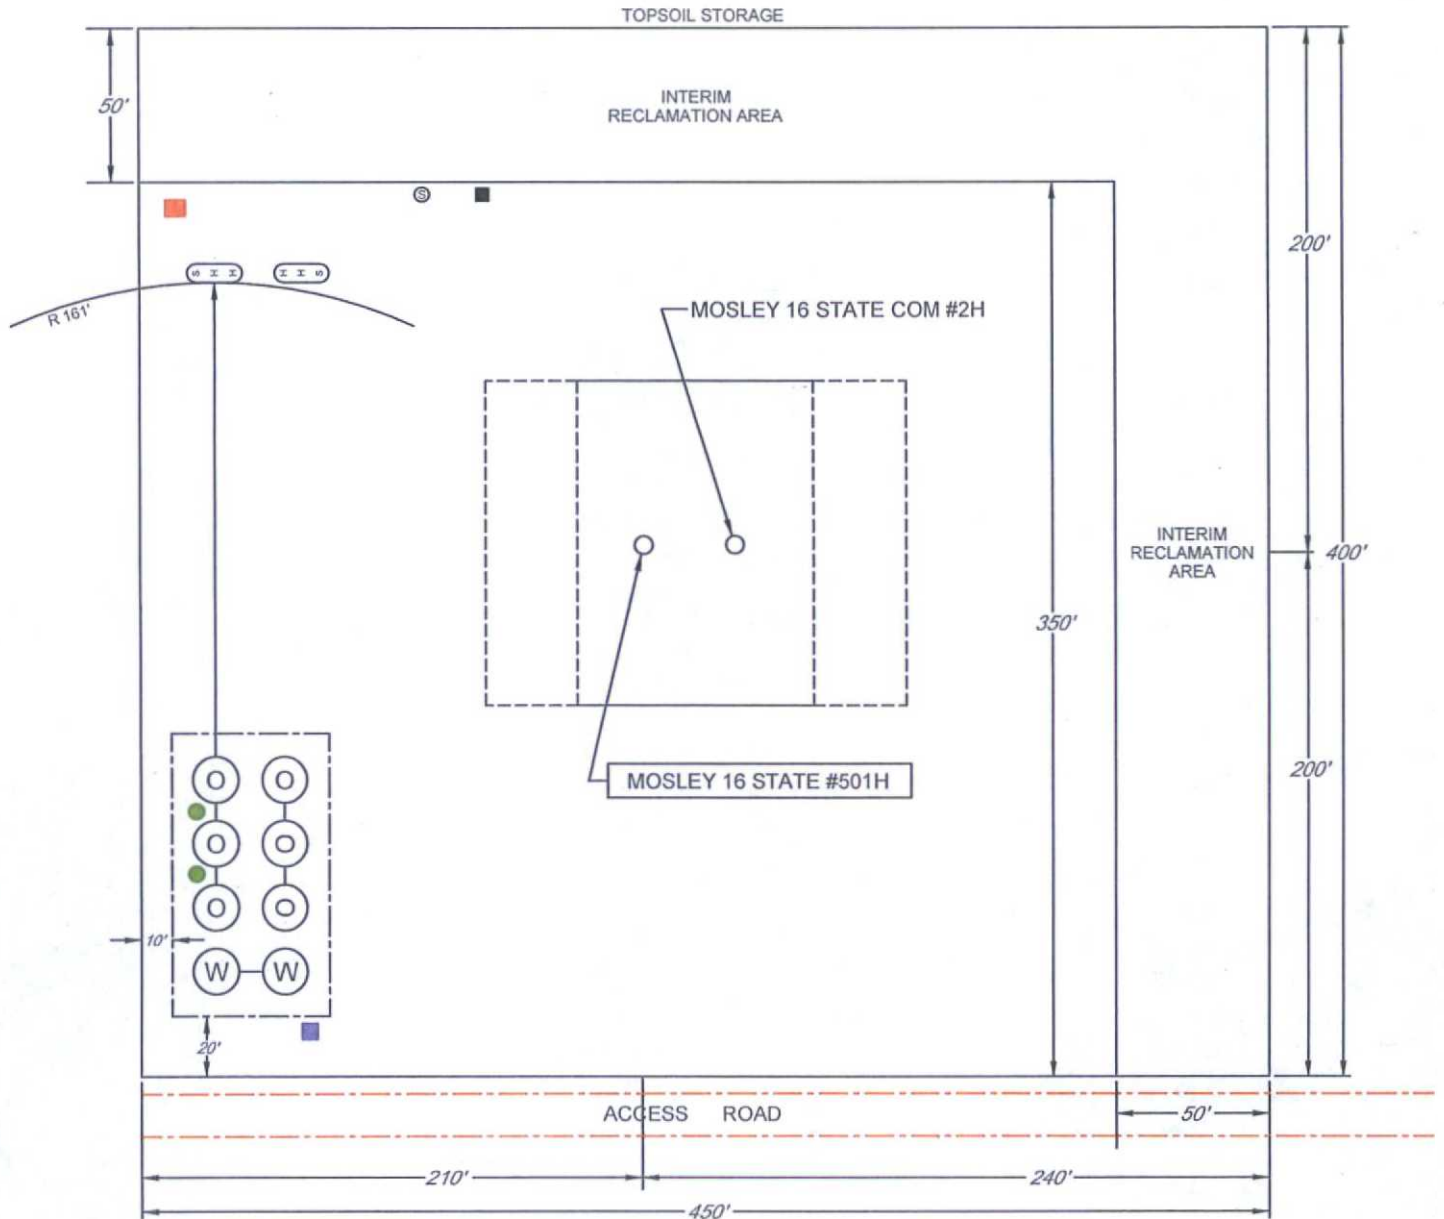 TOPSOIL STORAGE
50'
INTERIM
RECLAMATION AREA
S
S H H
H H S
200'
R 161'
MOSLEY 16 STATE COM #2H
INTERIM
RECLAMATION
AREA
400'
350'
MOSLEY 16 STATE #501H
200'
O O
O O
O O
10'
W W
20'
ACCESS ROAD
50'
210'
240'
450'